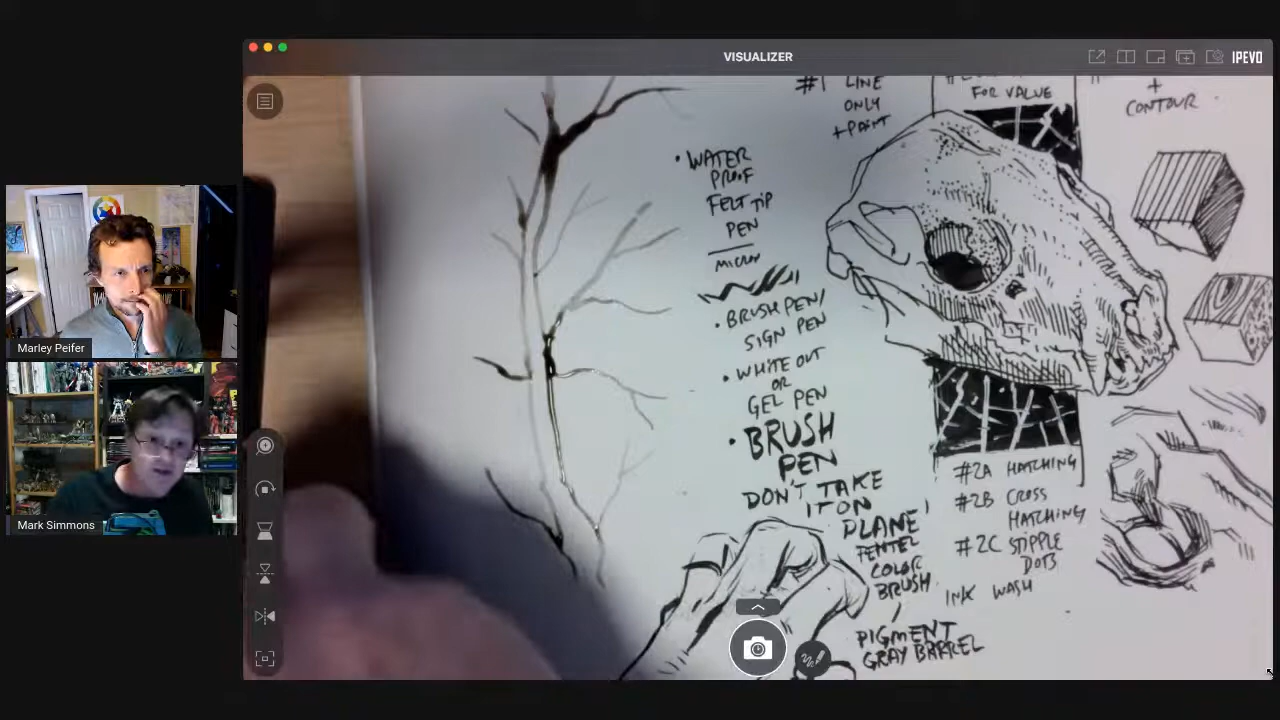 VISUALIZER
IPEVO
Marley Peifer
Mark Simmons
#1 LINE
ONLY
+ PAINT
FOR VALUE
+
CONTOUR
• WATER
PROOF
FELT TIP
PEN
MICRON
• BRUSH PEN/
SIGN PEN
• WHITE OUT
OR
GEL PEN
• BRUSH
PEN
DON'T TAKE
IT ON
PLANE!
PENTEL
COLOR
BRUSH
/
PIGMENT
GRAY BARREL
#2A HATCHING
#2B CROSS
HATCHING
#2C STIPPLE
DOTS
INK WASH